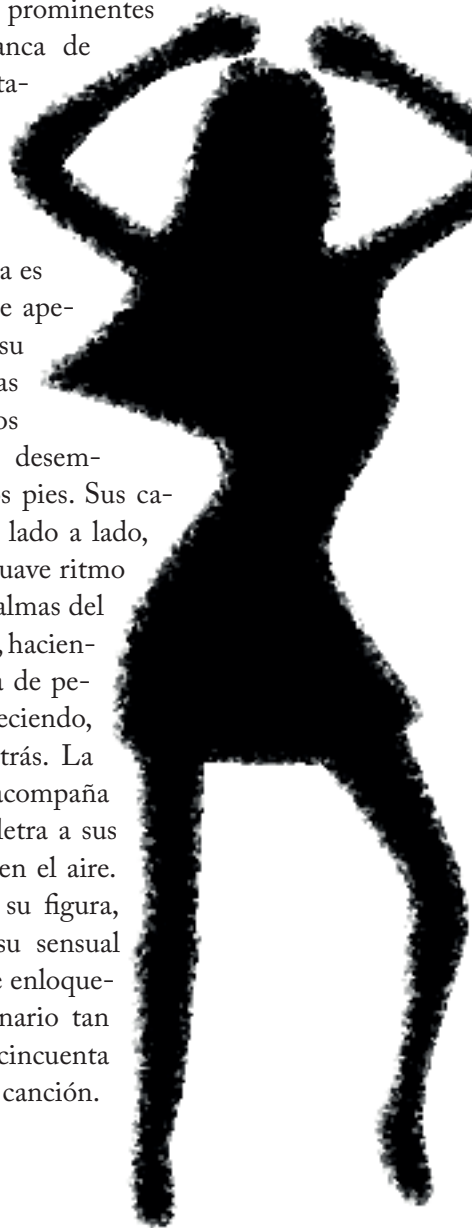 prominentes
anca de
ta-
a es
e ape-
su
as
os
desem-
s pies. Sus ca-
lado a lado,
uave ritmo
almas del
, hacien-
a de pe-
eciendo,
trás. La
acompaña
letra a sus
en el aire.
su figura,
su sensual
e enloque-
nario tan
cincuenta
canción.